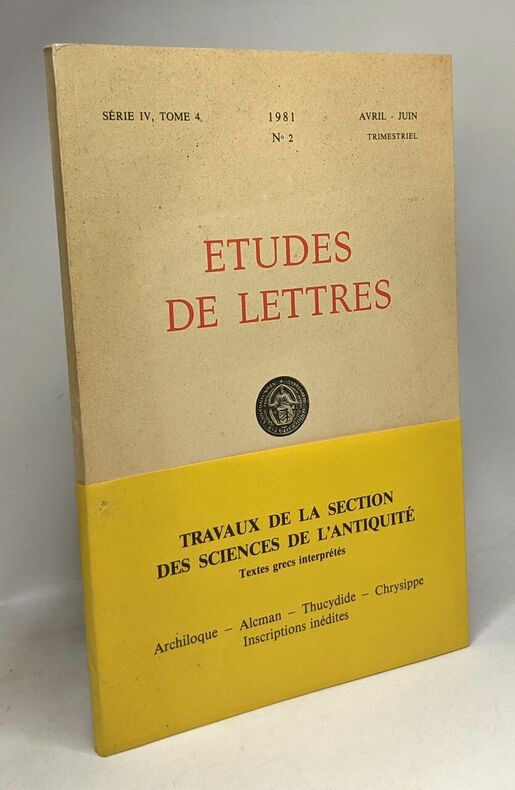 SÉRIE IV, TOME 4. 1981 AVRIL - JUIN
Nº 2 TRIMESTRIEL
ETUDES
DE LETTRES
TRAVAUX DE LA SECTION
DES SCIENCES DE L'ANTIQUITÉ
Textes grecs interprétés
Archiloque – Alcman – Thucydide – Chrysippe
Inscriptions inédites